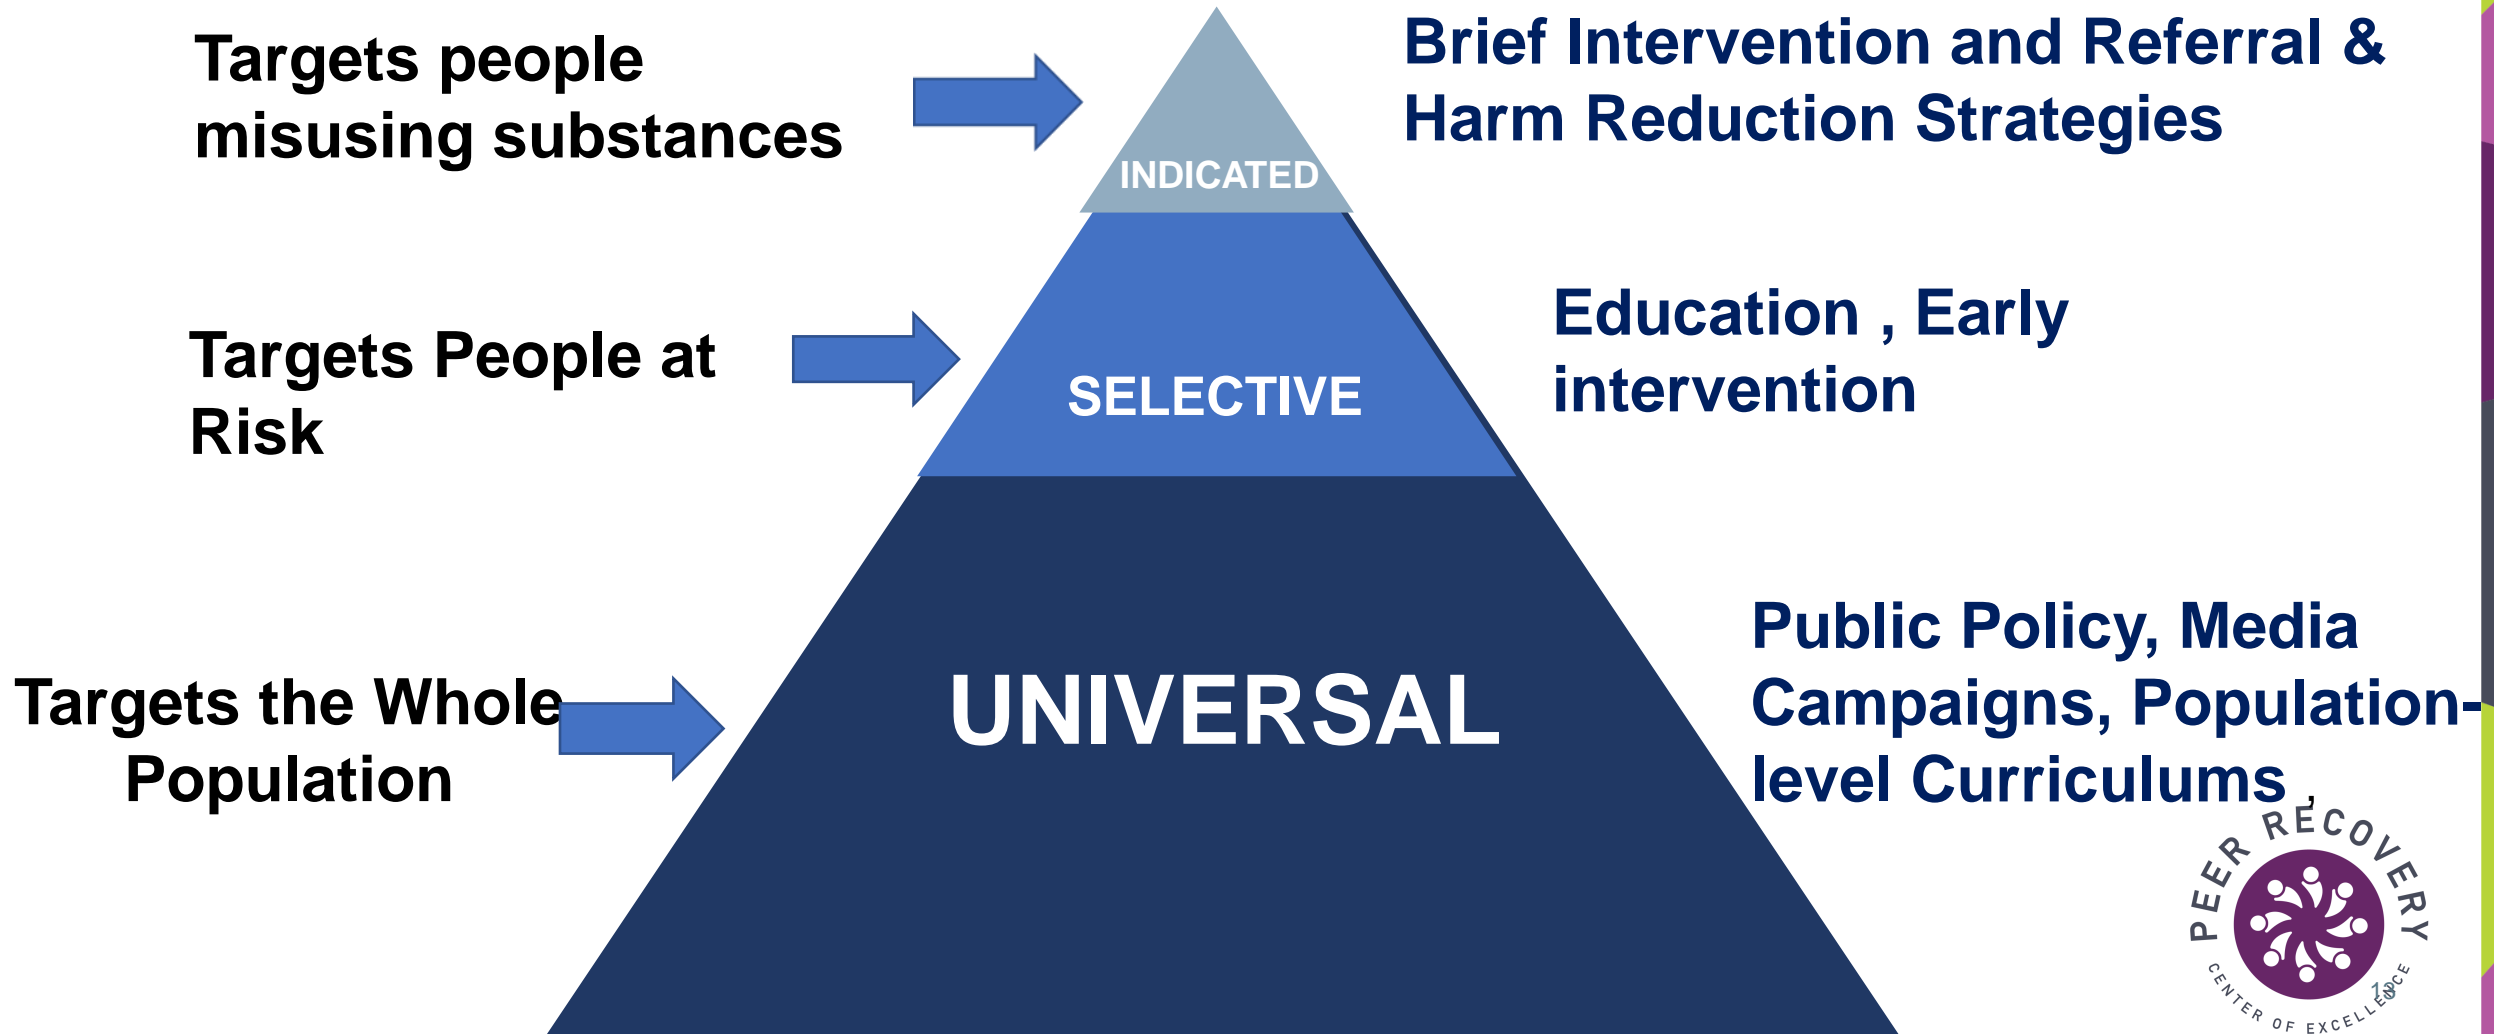 Targets people
misusing substances
INDICATED
Brief Intervention and Referral &
Harm Reduction Strategies
Targets People at
Risk
SELECTIVE
Education , Early
intervention
Targets the Whole
Population
UNIVERSAL
Public Policy, Media
Campaigns, Population-
level Curriculums ,
PEER RECOVERY
CENTER OF EXCELLENCE
13